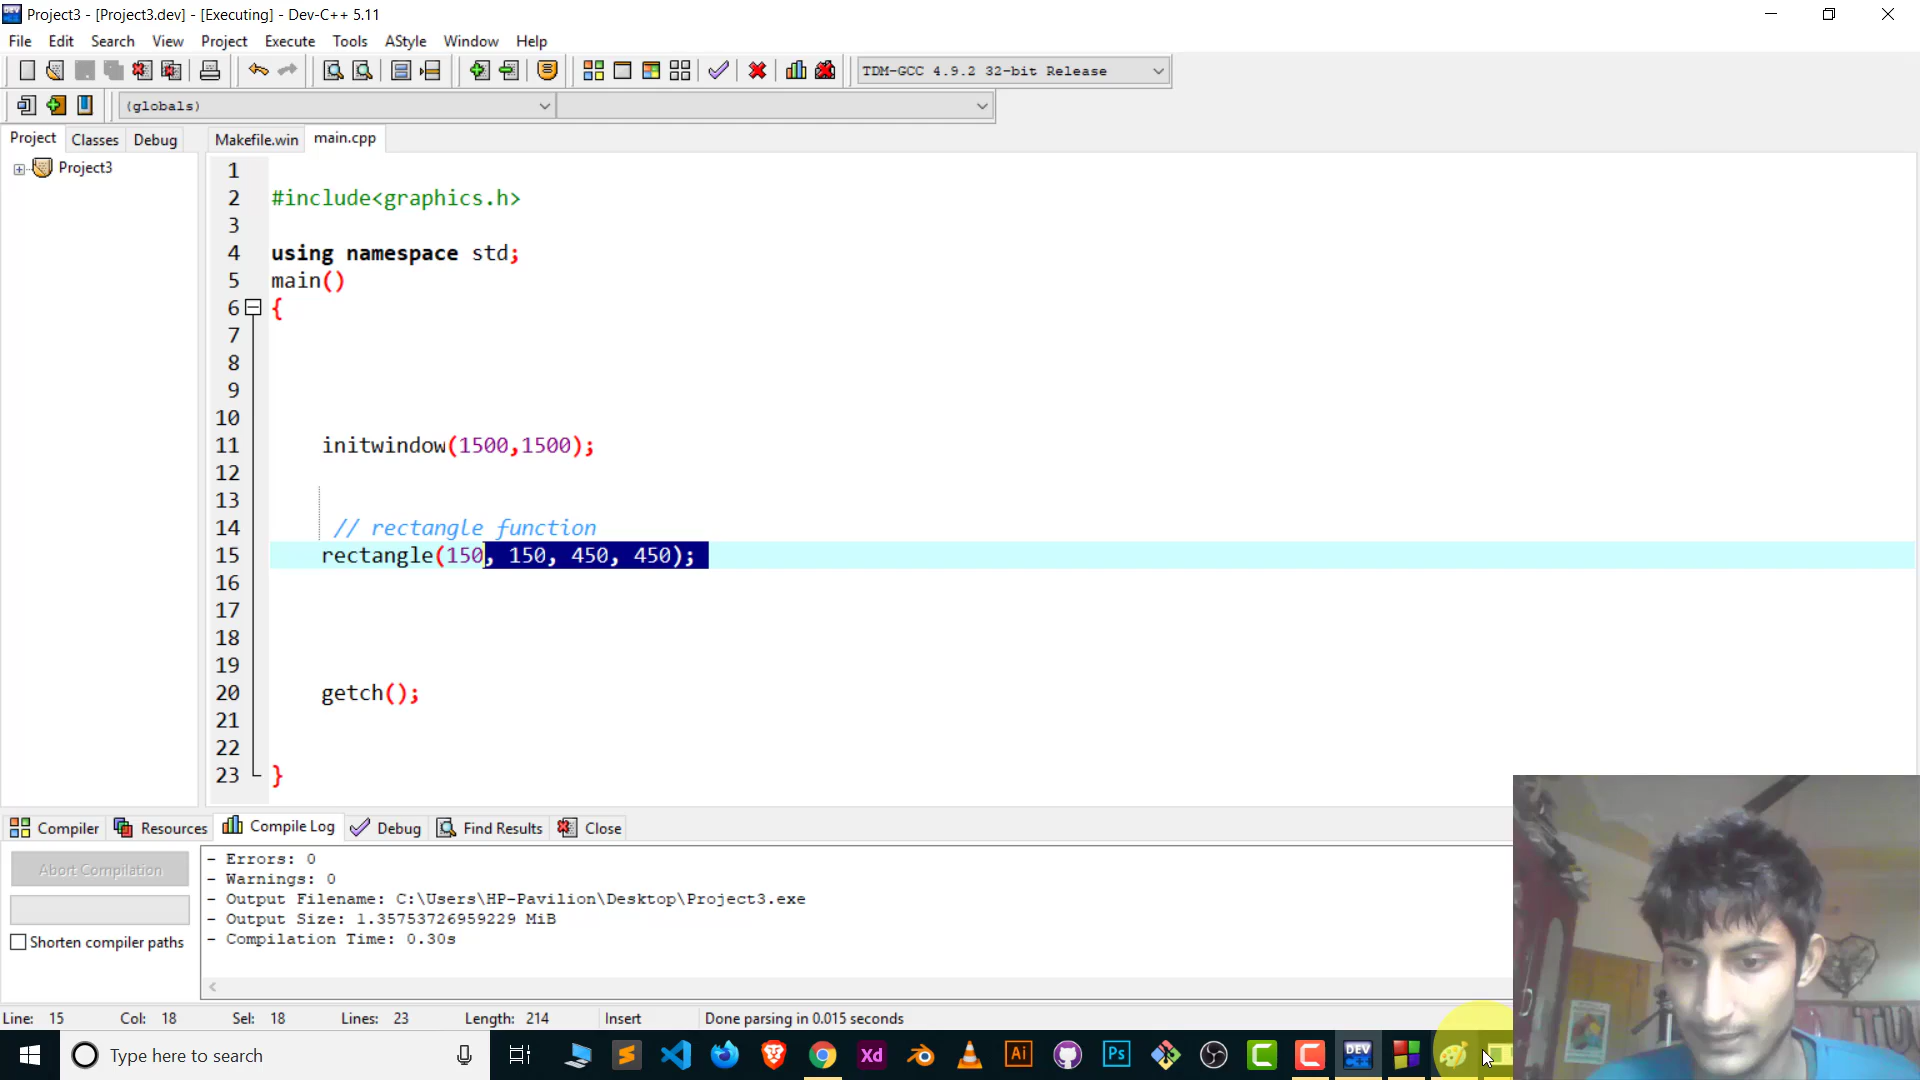 Project3 - [Project3.dev] - [Executing] - Dev-C++ 5.11
File Edit Search View Project Execute Tools AStyle Window Help
TDM-GCC 4.9.2 32-bit Release
(globals)
Project Classes Debug Makefile.win main.cpp
Project3
1
2 #include<graphics.h>
3
4 using namespace std;
5 main()
6 {
7
8
9
10
11 initwindow(1500,1500);
12
13
14 // rectangle function
15 rectangle(150, 150, 450, 450);
16
17
18
19
20 getch();
21
22
23 }
Compiler Resources Compile Log Debug Find Results Close
Abort Compilation
Shorten compiler paths
- Errors: 0
- Warnings: 0
- Output Filename: C:\Users\HP-Pavilion\Desktop\Project3.exe
- Output Size: 1.35753726959229 MiB
- Compilation Time: 0.30s
Line: 15 Col: 18 Sel: 18 Lines: 23 Length: 214 Insert Done parsing in 0.015 seconds
Type here to search
Xd Ai Ps DEV